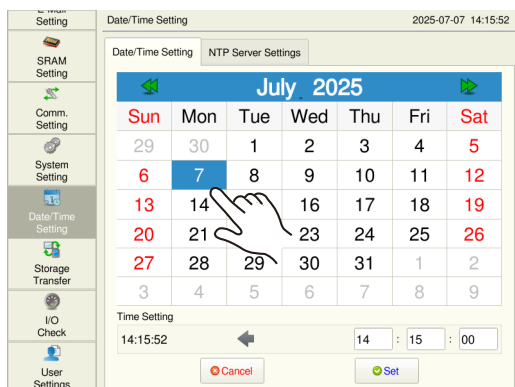 E-Mail
Setting
SRAM
Setting
Comm.
Setting
System
Setting
Date/Time
Setting
Storage
Transfer
I/O
Check
User
Settings
Date/Time Setting 2025-07-07 14:15:52
Date/Time Setting NTP Server Settings
July 2025
Sun Mon Tue Wed Thu Fri Sat
29 30 1 2 3 4 5
6 7 8 9 10 11 12
13 14 16 17 18 19
20 21 23 24 25 26
27 28 29 30 31 1 2
3 4 5 6 7 8 9
Time Setting
14:15:52 14 : 15 : 00
Cancel Set